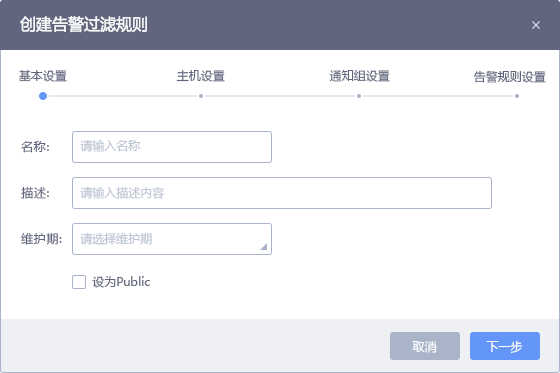 创建告警过滤规则 ×
基本设置 主机设置 通知组设置 告警规则设置
名称: 请输入名称
描述: 请输入描述内容
维护期: 请选择维护期
设为Public
取消 下一步